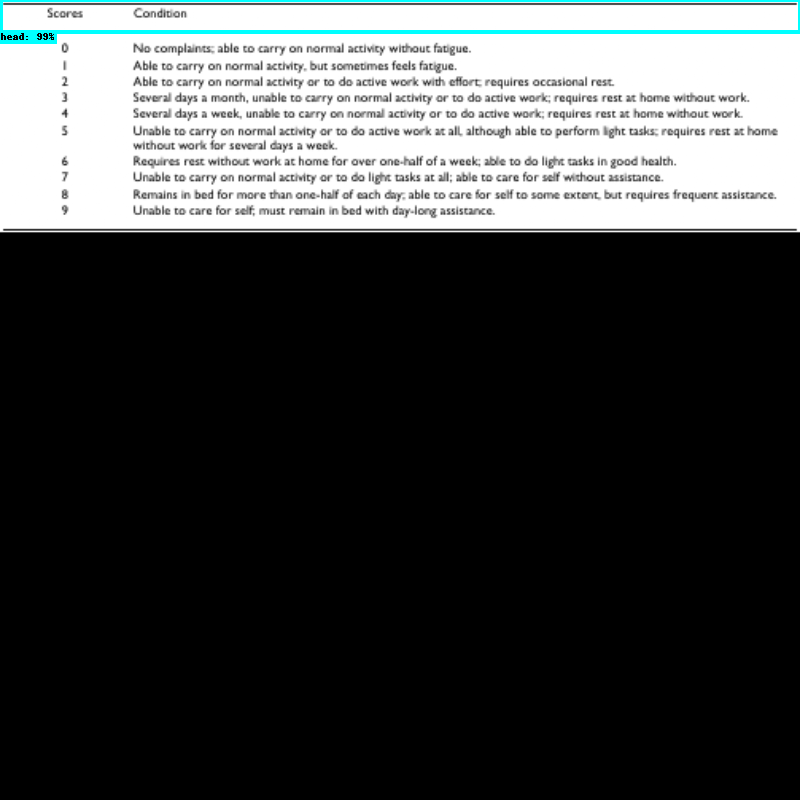 Scores Condition
head: 99%
0 No complaints; able to carry on normal activity without fatigue.
1 Able to carry on normal activity, but sometimes feels fatigue.
2 Able to carry on normal activity or to do active work with effort; requires occasional rest.
3 Several days a month, unable to carry on normal activity or to do active work; requires rest at home without work.
4 Several days a week, unable to carry on normal activity or to do active work; requires rest at home without work.
5 Unable to carry on normal activity or to do active work at all, although able to perform light tasks; requires rest at home
without work for several days a week.
6 Requires rest without work at home for over one-half of a week; able to do light tasks in good health.
7 Unable to carry on normal activity or to do light tasks at all; able to care for self without assistance.
8 Remains in bed for more than one-half of each day; able to care for self to some extent, but requires frequent assistance.
9 Unable to care for self; must remain in bed with day-long assistance.